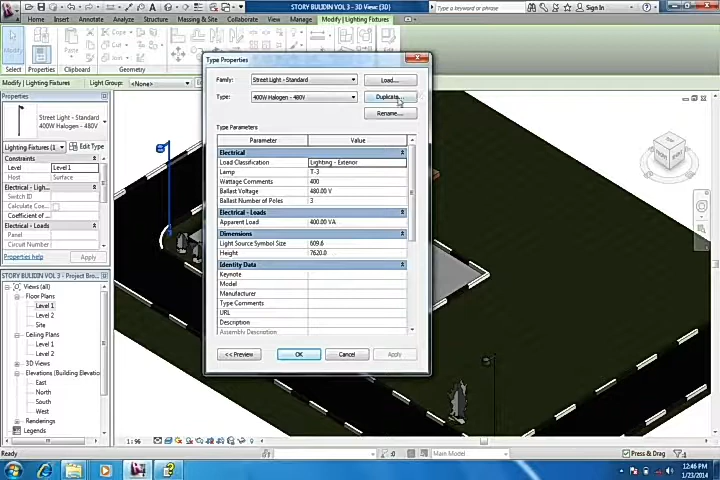 STORY BUILDIN VOL 3 - 3D View: {3D}
Type a keyword or phrase
Sign In
Home
Insert
Annotate
Analyze
Structure
Massing & Site
Collaborate
View
Manage
Modify | Lighting Fixtures
Modify
Properties
Paste
Cope
Cut
Join
Select
Properties
Clipboard
Modify | Lighting Fixtures
Light Group:
<None>
Properties
Street Light - Standard
400W Halogen - 480V
Lighting Fixtures (1
Edit Type
Constraints
Level
Level 1
Host
Surface
Electrical - Ligh...
Switch ID
Calculate Coe...
Coefficient of ...
Electrical - Loads
Panel
Circuit Number
Properties help
Apply
STORY BUILDIN VOL 3 - Project Bro...
Views (all)
Floor Plans
Level 1
Level 2
Site
Ceiling Plans
Level 1
Level 2
3D Views
Elevations (Building Elevatio
East
North
South
West
Renderings
Legends
Type Properties
Family:
Street Light - Standard
Load...
Type:
400W Halogen - 480V
Duplicate...
Rename...
Type Parameters
Parameter
Value
Electrical
Load Classification
Lighting - Exterior
Lamp
T-3
Wattage Comments
400
Ballast Voltage
480.00 V
Ballast Number of Poles
3
Electrical - Loads
Apparent Load
400.00 VA
Dimensions
Light Source Symbol Size
609.6
Height
7620.0
Identity Data
Keynote
Model
Manufacturer
Type Comments
URL
Description
Assembly Description
<< Preview
OK
Cancel
Apply
1 : 96
Ready
:0
Main Model
Press & Drag
:1
12:46 PM
1/23/2014